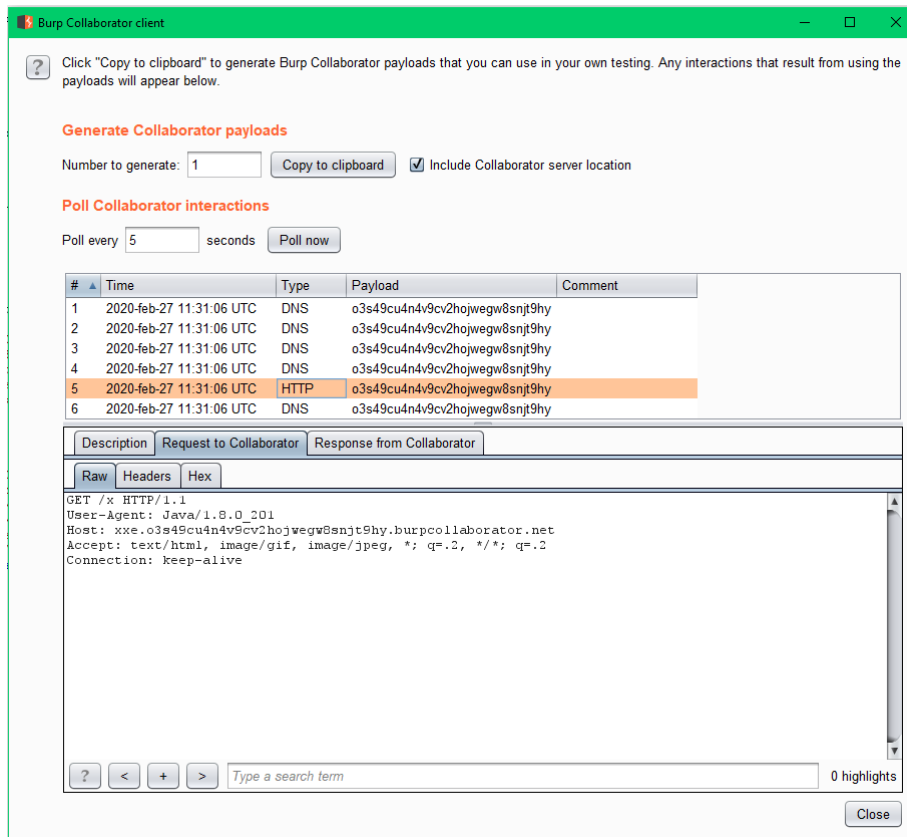 Burp Collaborator client
? Click "Copy to clipboard" to generate Burp Collaborator payloads that you can use in your own testing. Any interactions that result from using the
payloads will appear below.
Generate Collaborator payloads
Number to generate: 1 Copy to clipboard Include Collaborator server location
Poll Collaborator interactions
Poll every 5 seconds Poll now
# Time Type Payload Comment
1 2020-feb-27 11:31:06 UTC DNS o3s49cu4n4v9cv2hojwegw8snjt9hy
2 2020-feb-27 11:31:06 UTC DNS o3s49cu4n4v9cv2hojwegw8snjt9hy
3 2020-feb-27 11:31:06 UTC DNS o3s49cu4n4v9cv2hojwegw8snjt9hy
4 2020-feb-27 11:31:06 UTC DNS o3s49cu4n4v9cv2hojwegw8snjt9hy
5 2020-feb-27 11:31:06 UTC HTTP o3s49cu4n4v9cv2hojwegw8snjt9hy
6 2020-feb-27 11:31:06 UTC DNS o3s49cu4n4v9cv2hojwegw8snjt9hy
Description Request to Collaborator Response from Collaborator
Raw Headers Hex
GET /x HTTP/1.1
User-Agent: Java/1.8.0_201
Host: xxe.o3s49cu4n4v9cv2hojwegw8snjt9hy.burpcollaborator.net
Accept: text/html, image/gif, image/jpeg, *; q=.2, */*; q=.2
Connection: keep-alive
? < + > Type a search term 0 highlights
Close